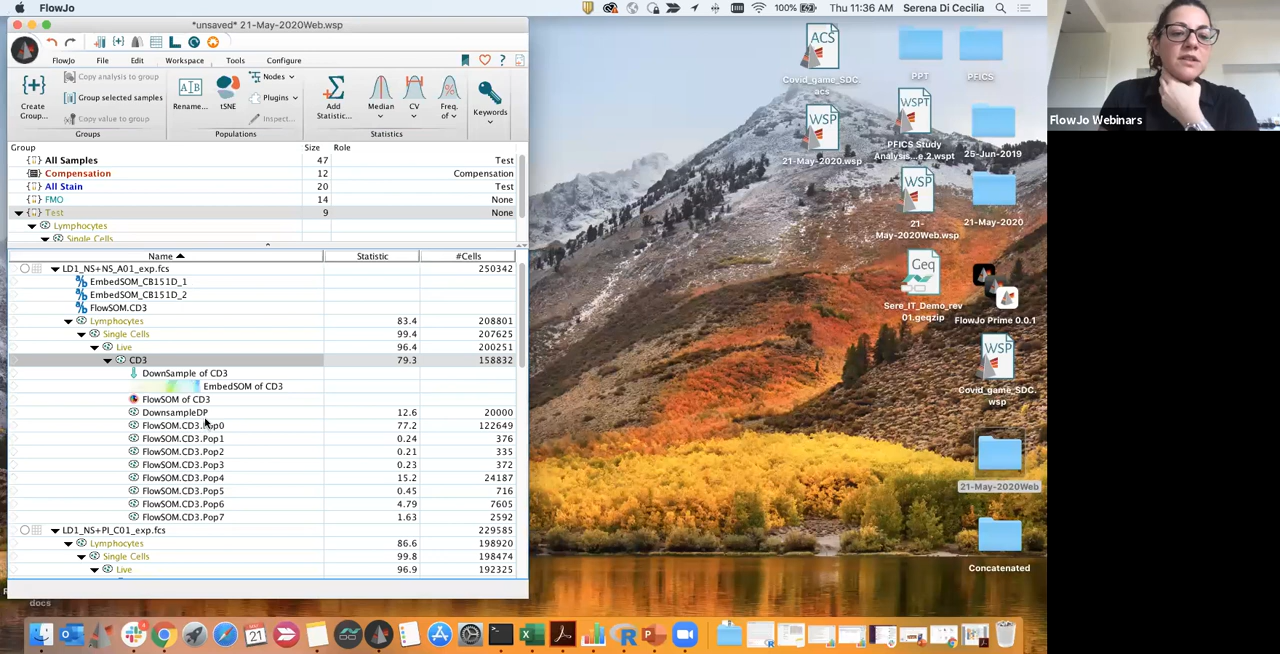 FlowJo
100%
Thu 11:36 AM Serena Di Cecilia
*unsaved* 21-May-2020Web.wsp
FlowJo File Edit Workspace Tools Configure
Create Group...
Copy analysis to group
Group selected samples
Copy value to group
Groups
Rename...
tSNE
Nodes
Plugins
Inspect...
Populations
Add Statistic...
Median
CV
Freq. of
Statistics
Keywords
Group Size Role
All Samples 47 Test
Compensation 12 Compensation
All Stain 20 Test
FMO 14 None
Test 9 None
Lymphocytes
Single Cells
Name Statistic #Cells
LD1_NS+NS_A01_exp.fcs 250342
EmbedSOM_CB151D_1
EmbedSOM_CB151D_2
FlowSOM.CD3
Lymphocytes 83.4 208801
Single Cells 99.4 207625
Live 96.4 200251
CD3 79.3 158832
DownSample of CD3
EmbedSOM of CD3
FlowSOM of CD3
DownsampleDP 12.6 20000
FlowSOM.CD3.Pop0 77.2 122649
FlowSOM.CD3.Pop1 0.24 376
FlowSOM.CD3.Pop2 0.21 335
FlowSOM.CD3.Pop3 0.23 372
FlowSOM.CD3.Pop4 15.2 24187
FlowSOM.CD3.Pop5 0.45 716
FlowSOM.CD3.Pop6 4.79 7605
FlowSOM.CD3.Pop7 1.63 2592
LD1_NS+PI_C01_exp.fcs 229585
Lymphocytes 86.6 198920
Single Cells 99.8 198474
Live 96.9 192325
docs
ACS
Covid_game_SDC.
acs
PPT
PFICS
WSP
21-May-2020.wsp
WSPT
PFICS Study
Analysis...e.2.wspt
25-Jun-2019
WSP
21-
May-2020Web.wsp
21-May-2020
Geq
Sere_IT_Demo_rev
01.geqzip
FlowJo Prime 0.0.1
WSP
Covid_game_SDC.
wsp
21-May-2020Web
Concatenated
FlowJo Webinars